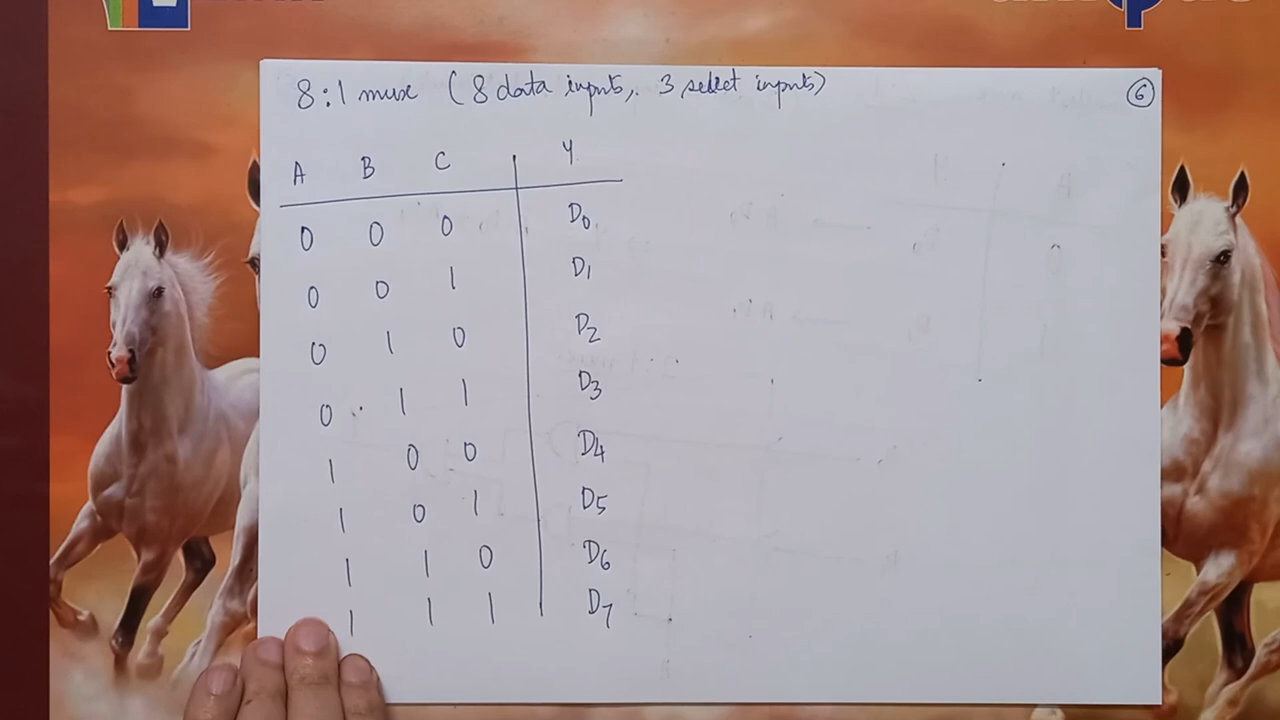 8:1 mux (8 data inputs, 3 select inputs)
6
A B C Y
0 0 0 D0
0 0 1 D1
0 1 0 D2
0 1 1 D3
1 0 0 D4
1 0 1 D5
1 1 0 D6
1 1 1 D7